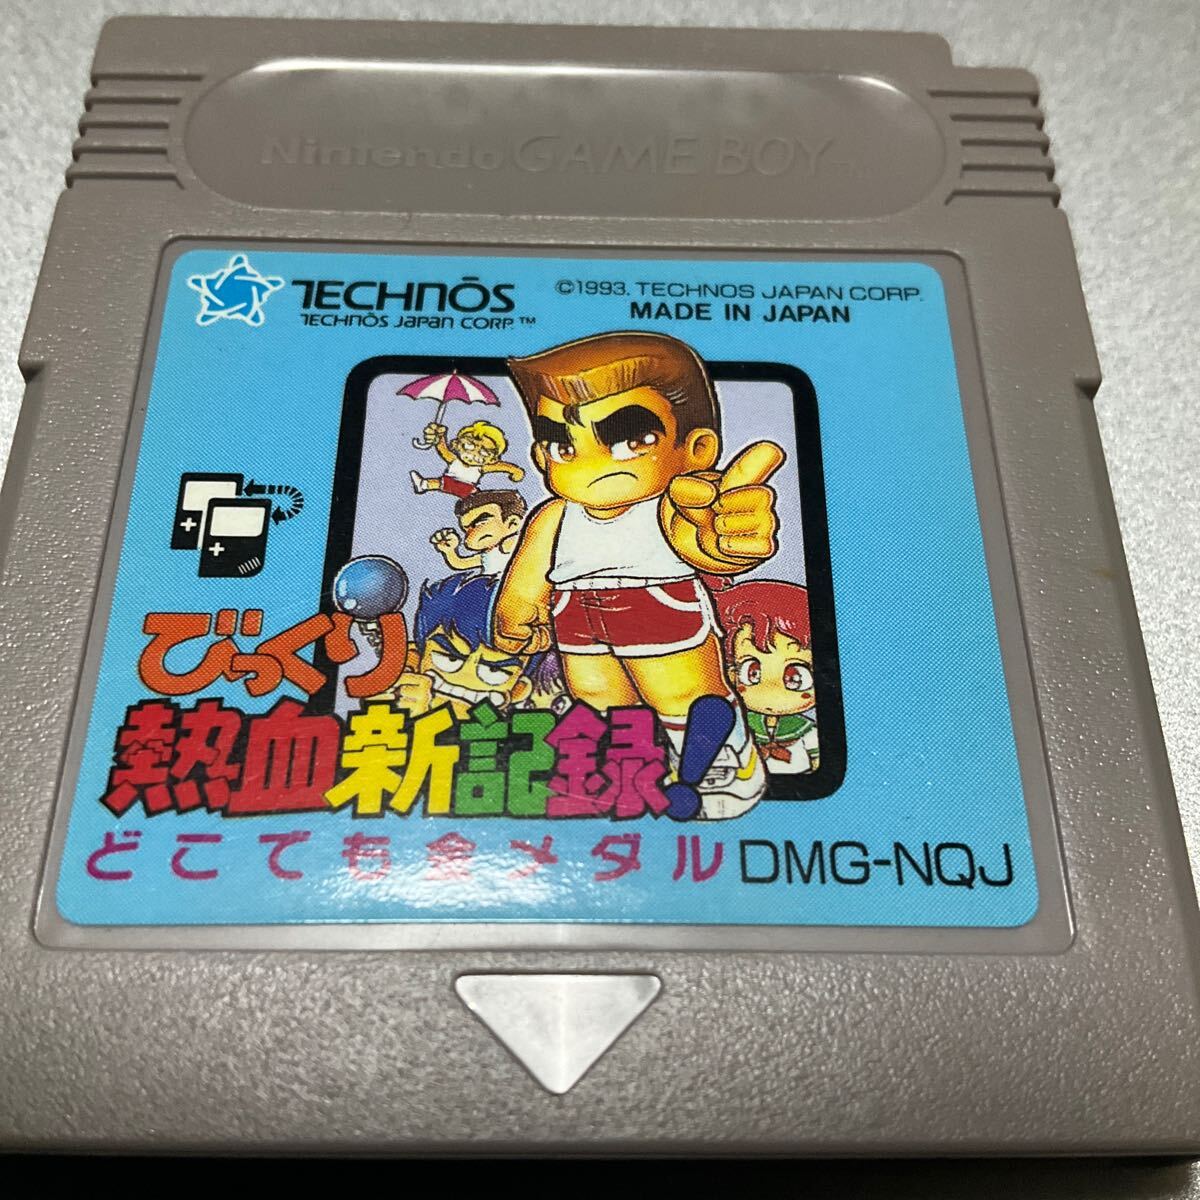 Nintendo GAME BOY™
TECHNŌS
TECHNŌS JAPAN CORP.™
©1993. TECHNOS JAPAN CORP.
MADE IN JAPAN
びっくり
熱血新記録!
どこでも金メダル DMG-NQJ